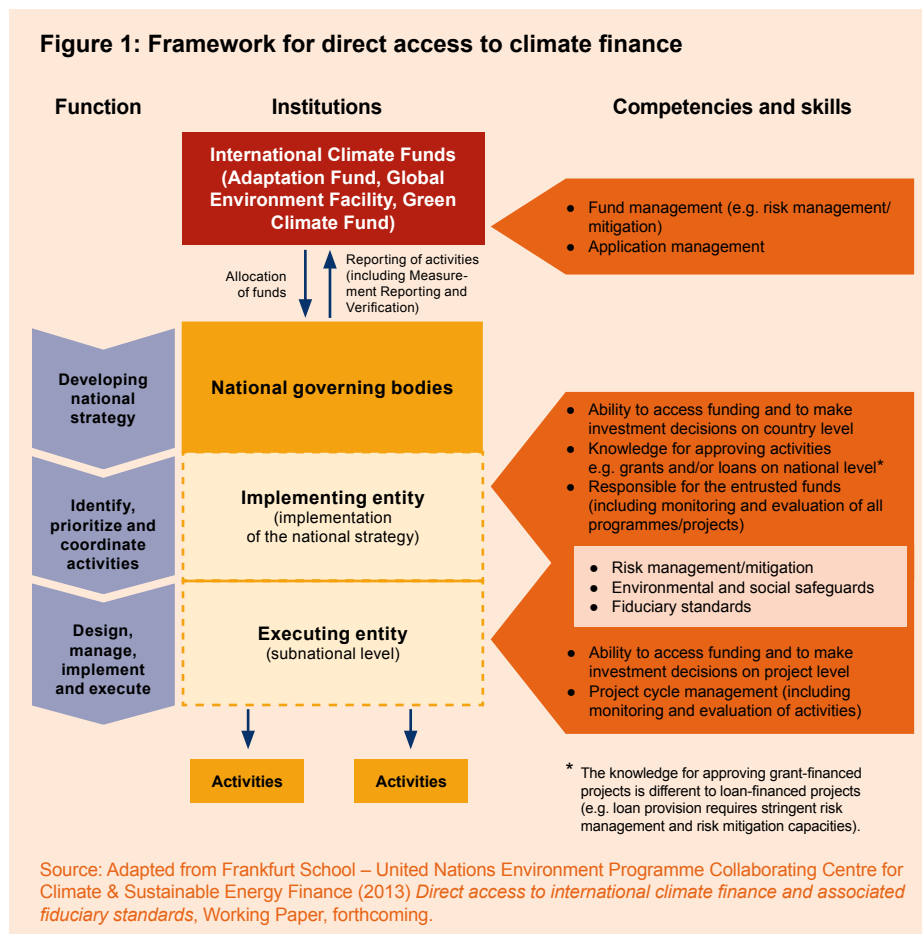 Figure 1: Framework for direct access to climate finance
Function
Institutions
Competencies and skills
International Climate Funds
(Adaptation Fund, Global
Environment Facility, Green
Climate Fund)
● Fund management (e.g. risk management/
mitigation)
● Application management
Allocation
of funds
Reporting of activities
(including Measure-
ment Reporting and
Verification)
Developing
national
strategy
National governing bodies
● Ability to access funding and to make
investment decisions on country level
● Knowledge for approving activities
e.g. grants and/or loans on national level*
● Responsible for the entrusted funds
(including monitoring and evaluation of all
programmes/projects)
Identify,
prioritize and
coordinate
activities
Implementing entity
(implementation
of the national strategy)
● Risk management/mitigation
● Environmental and social safeguards
● Fiduciary standards
Design,
manage,
implement
and execute
Executing entity
(subnational level)
● Ability to access funding and to make
investment decisions on project level
● Project cycle management (including
monitoring and evaluation of activities)
Activities
Activities
* The knowledge for approving grant-financed
projects is different to loan-financed projects
(e.g. loan provision requires stringent risk
management and risk mitigation capacities).
Source: Adapted from Frankfurt School – United Nations Environment Programme Collaborating Centre for
Climate & Sustainable Energy Finance (2013) Direct access to international climate finance and associated
fiduciary standards, Working Paper, forthcoming.